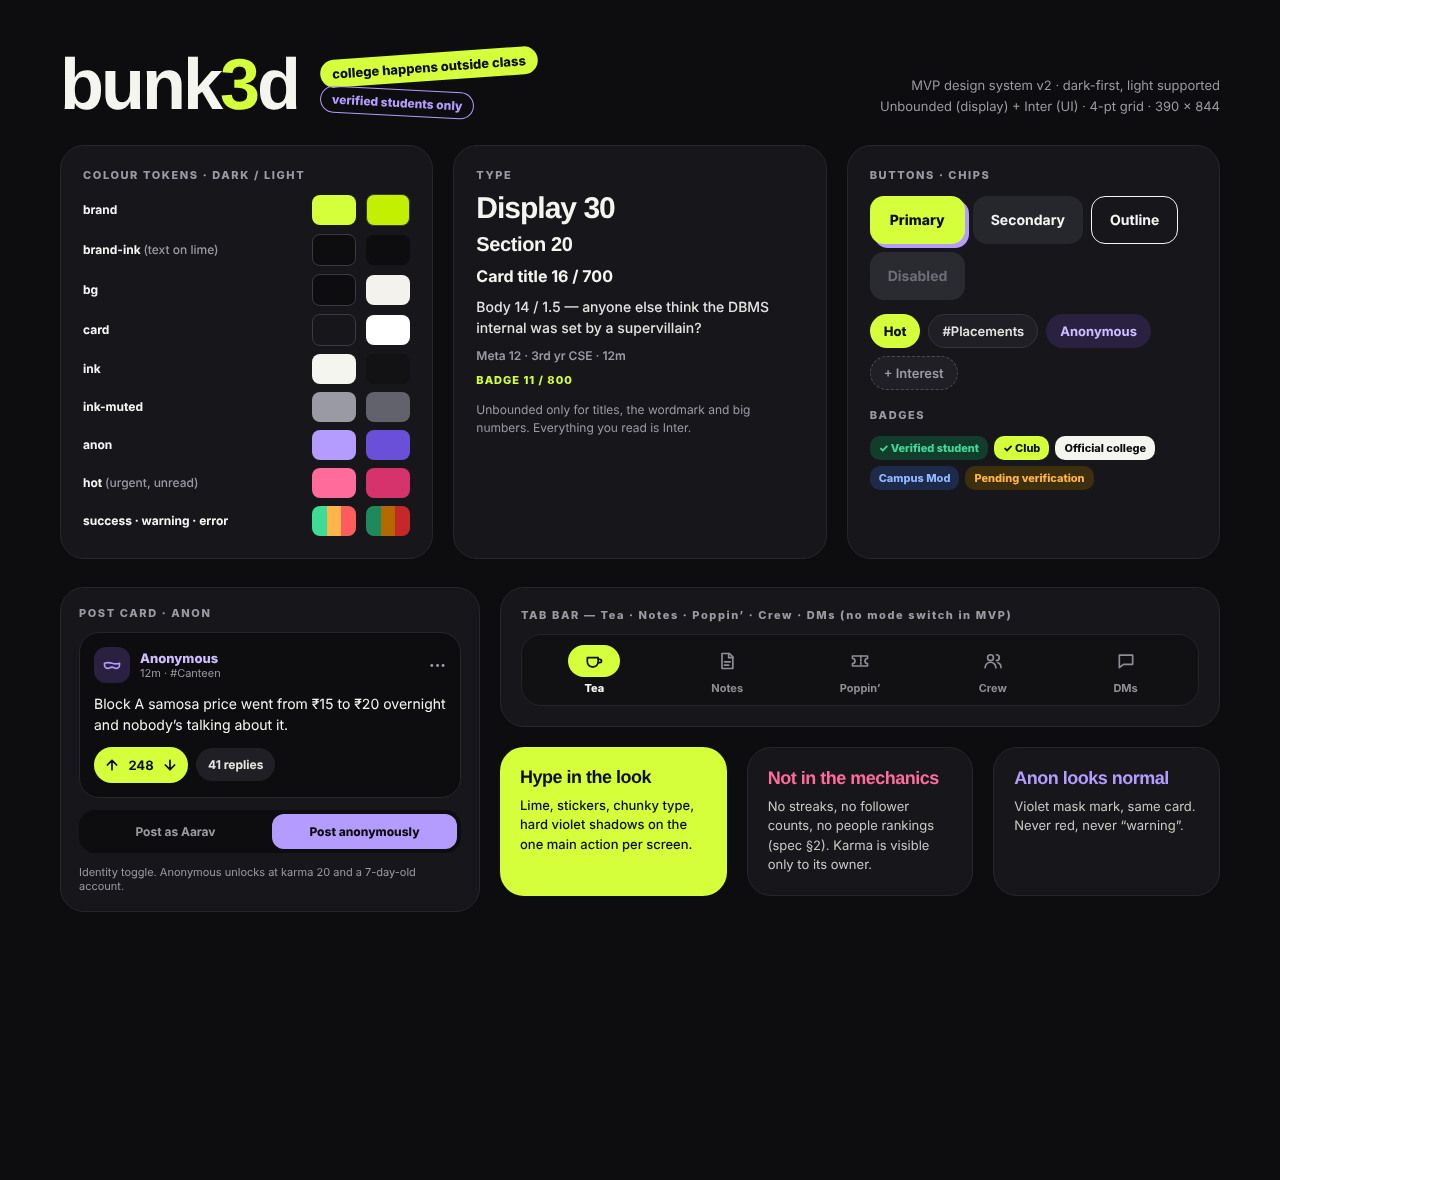 bunk3d
college happens outside class
verified students only
MVP design system v2 · dark-first, light supported
Unbounded (display) + Inter (UI) · 4-pt grid · 390 × 844
COLOUR TOKENS · DARK / LIGHT
brand
brand-ink (text on lime)
bg
card
ink
ink-muted
anon
hot (urgent, unread)
success · warning · error
TYPE
Display 30
Section 20
Card title 16 / 700
Body 14 / 1.5 — anyone else think the DBMS
internal was set by a supervillain?
Meta 12 · 3rd yr CSE · 12m
BADGE 11 / 800
Unbounded only for titles, the wordmark and big
numbers. Everything you read is Inter.
BUTTONS · CHIPS
Primary
Secondary
Outline
Disabled
Hot
#Placements
Anonymous
+ Interest
BADGES
✓ Verified student
✓ Club
Official college
Campus Mod
Pending verification
POST CARD · ANON
Anonymous
12m · #Canteen
Block A samosa price went from ₹15 to ₹20 overnight
and nobody’s talking about it.
248
41 replies
Post as Aarav
Post anonymously
Identity toggle. Anonymous unlocks at karma 20 and a 7-day-old
account.
TAB BAR — Tea · Notes · Poppin’ · Crew · DMs (no mode switch in MVP)
Tea
Notes
Poppin’
Crew
DMs
Hype in the look
Lime, stickers, chunky type,
hard violet shadows on the
one main action per screen.
Not in the mechanics
No streaks, no follower
counts, no people rankings
(spec §2). Karma is visible
only to its owner.
Anon looks normal
Violet mask mark, same card.
Never red, never “warning”.